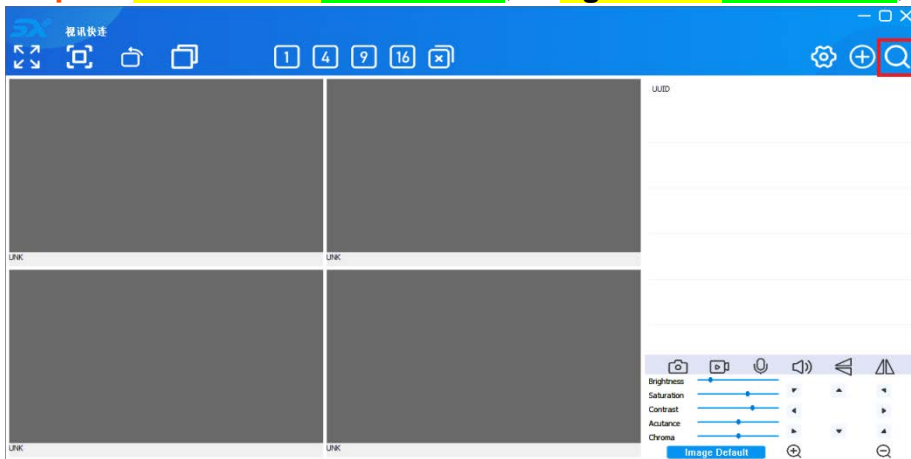 SX 视讯快连
1 4 9 16
UUID
UNK UNK
Brightness
Saturation
Contrast
Acutance
Chroma
Image Default
UNK UNK